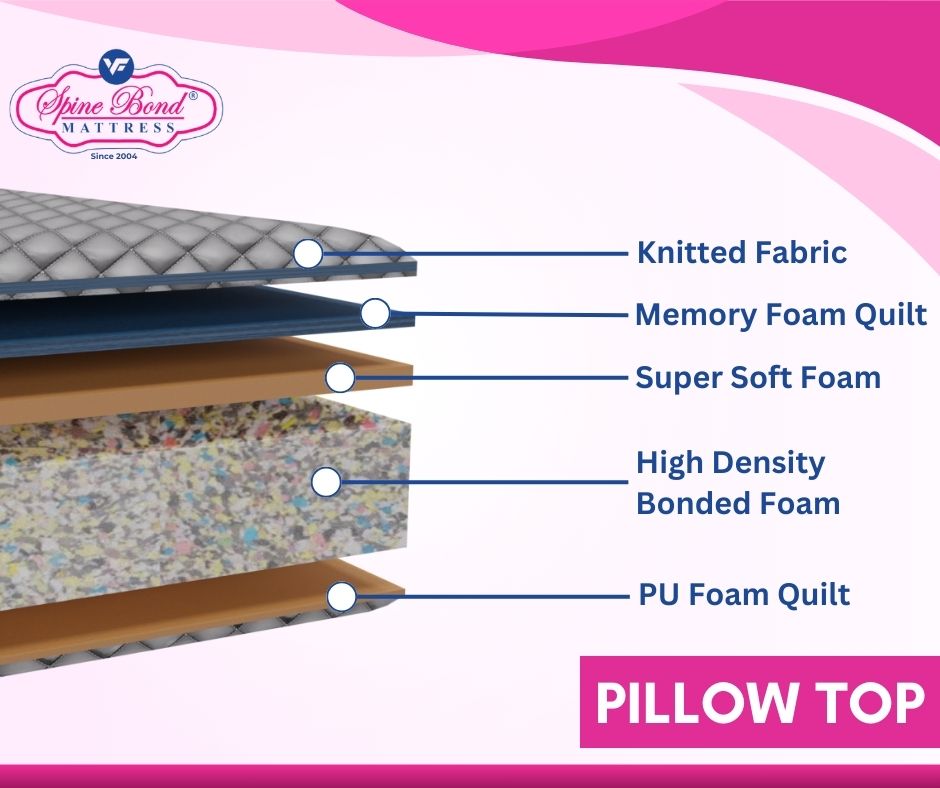 VF
Spine Bond®
MATTRESS
Since 2004
Knitted Fabric
Memory Foam Quilt
Super Soft Foam
High Density
Bonded Foam
PU Foam Quilt
PILLOW TOP